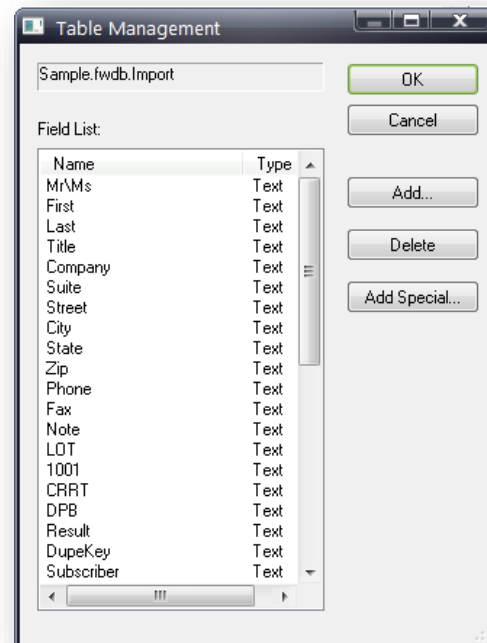 Table Management
Sample.fwdb.Import
OK
Cancel
Field List:
Name Type
Mr\Ms Text
First Text
Last Text
Title Text
Company Text
Suite Text
Street Text
City Text
State Text
Zip Text
Phone Text
Fax Text
Note Text
LOT Text
1001 Text
CRRT Text
DPB Text
Result Text
DupeKey Text
Subscriber Text
Add...
Delete
Add Special...